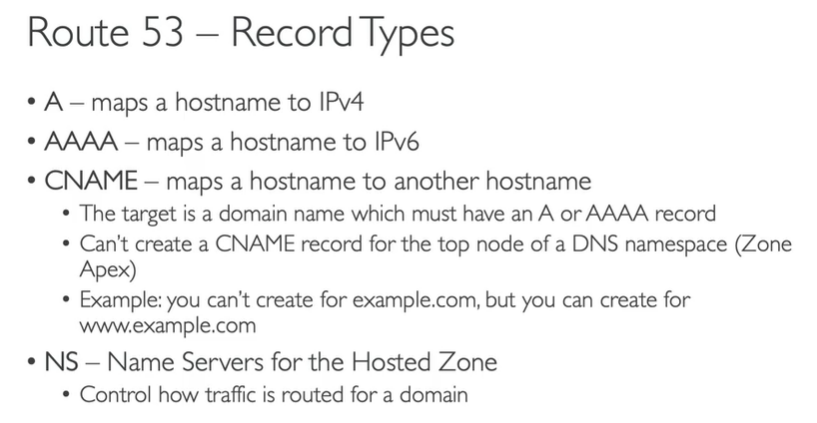 Route 53 – Record Types
• A – maps a hostname to IPv4
• AAAA – maps a hostname to IPv6
• CNAME – maps a hostname to another hostname
• The target is a domain name which must have an A or AAAA record
• Can't create a CNAME record for the top node of a DNS namespace (Zone
Apex)
• Example: you can't create for example.com, but you can create for
www.example.com
• NS – Name Servers for the Hosted Zone
• Control how traffic is routed for a domain